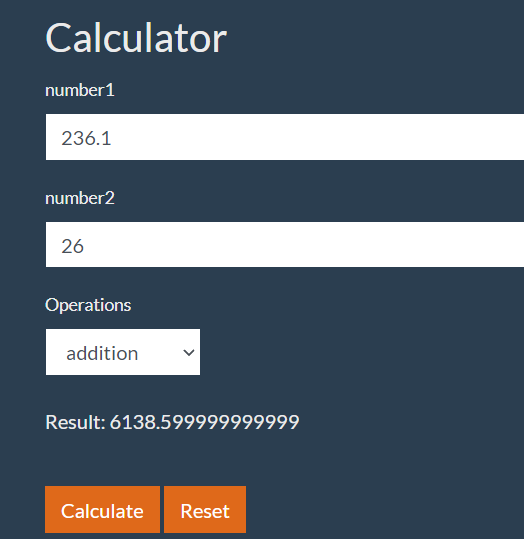 Calculator
number1
236.1
number2
26
Operations
addition
Result: 6138.599999999999
Calculate Reset